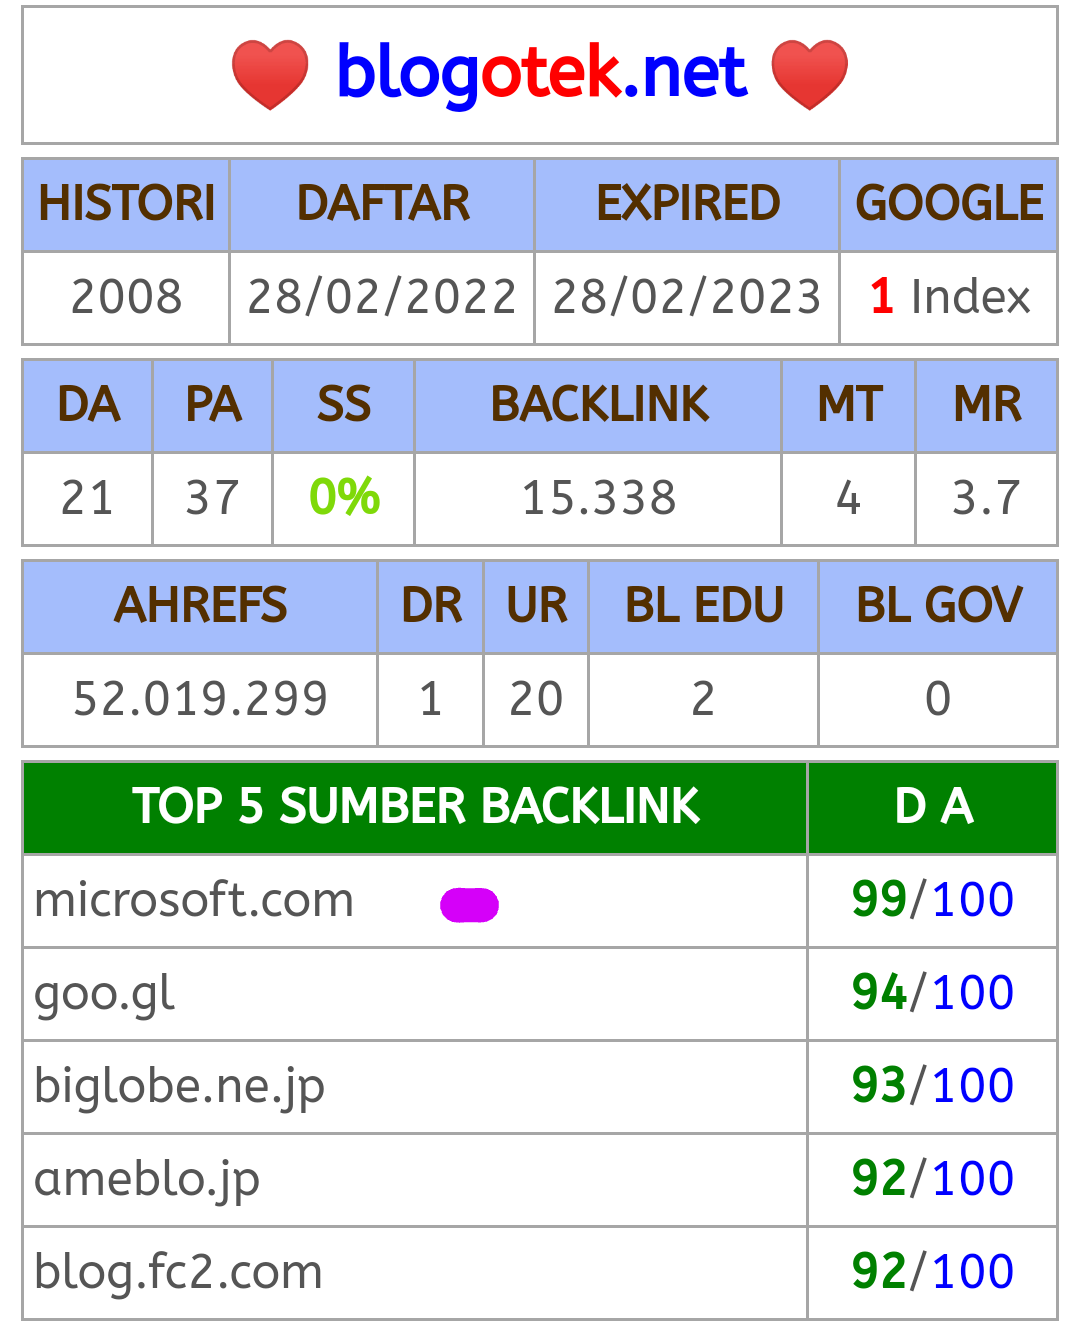 blogotek.net
HISTORI DAFTAR EXPIRED GOOGLE
2008 28/02/2022 28/02/2023 1 Index
DA PA SS BACKLINK MT MR
21 37 0% 15.338 4 3.7
AHREFS DR UR BL EDU BL GOV
52.019.299 1 20 2 0
TOP 5 SUMBER BACKLINK D A
microsoft.com 99/100
goo.gl 94/100
biglobe.ne.jp 93/100
ameblo.jp 92/100
blog.fc2.com 92/100